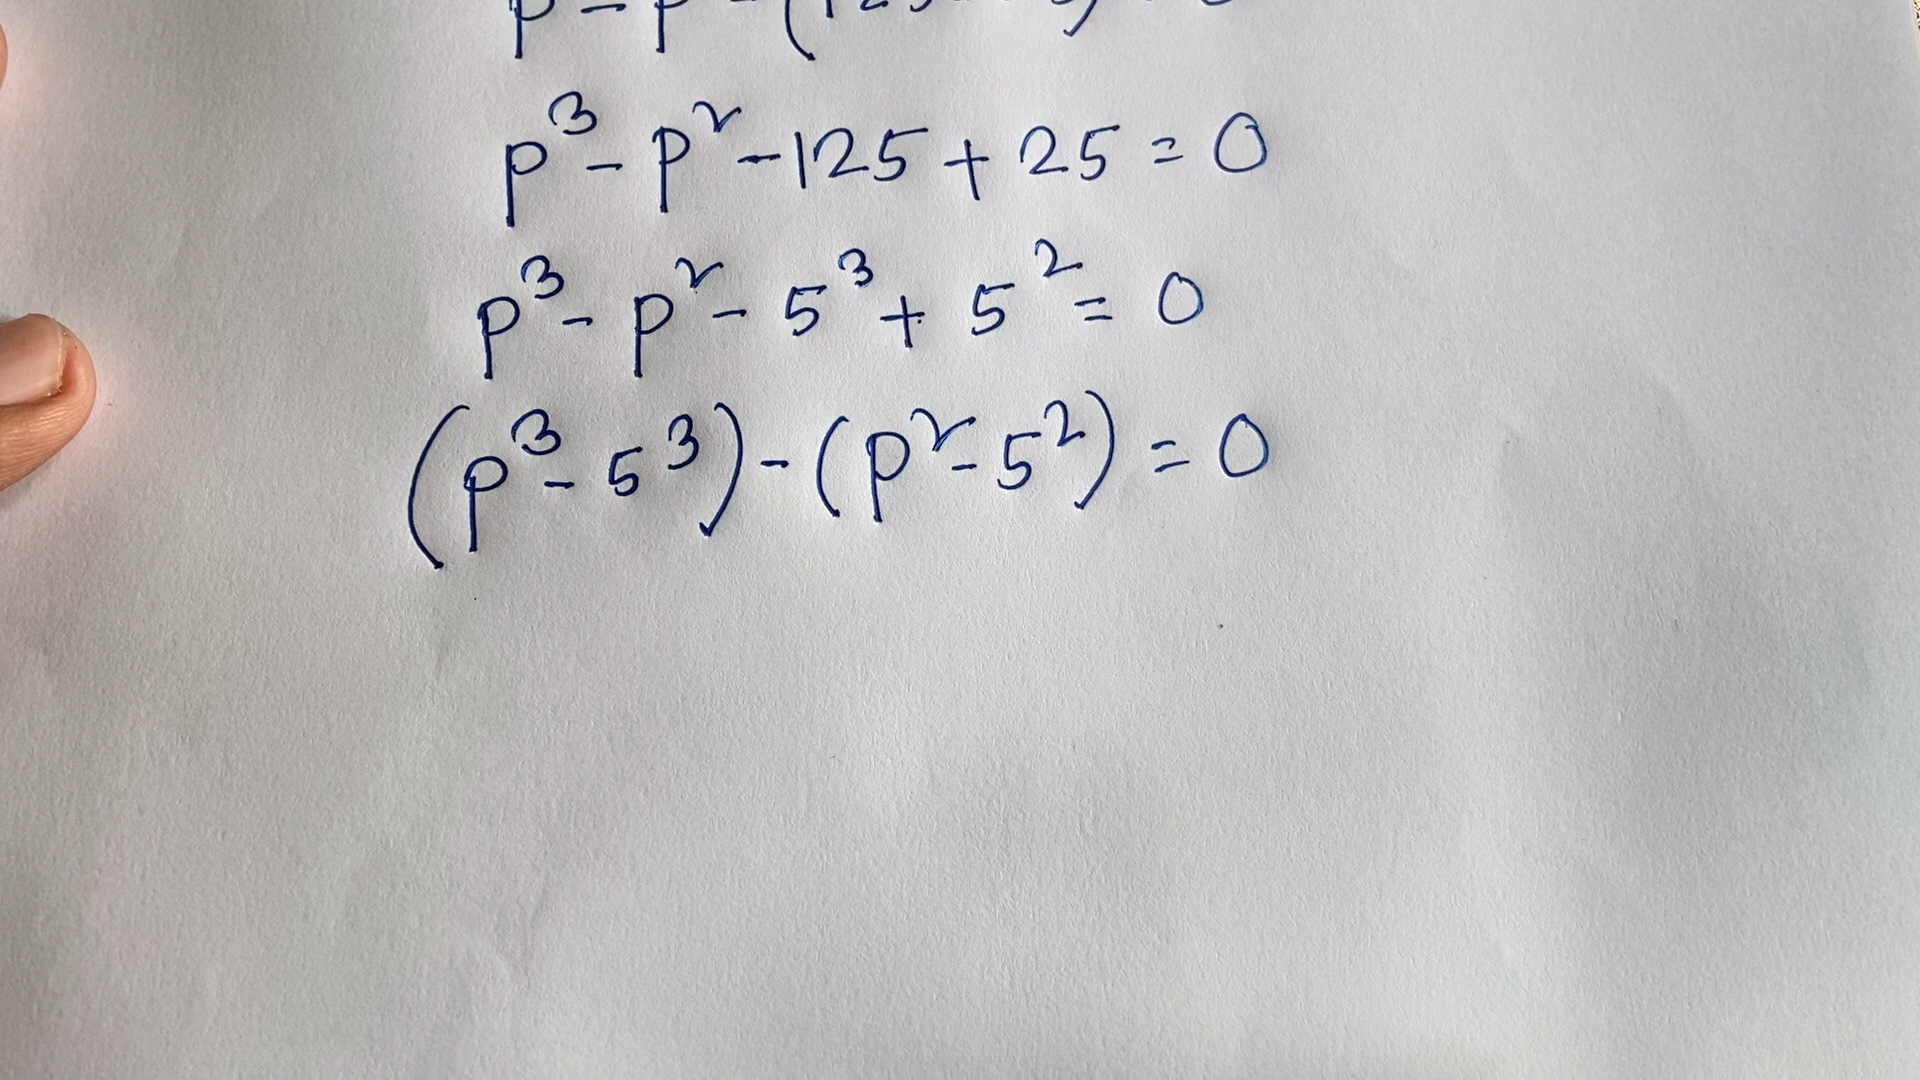 p³ - p² - 125 + 25 = 0
p³ - p² - 5³ + 5² = 0
(p³ - 5³) - (p² - 5²) = 0